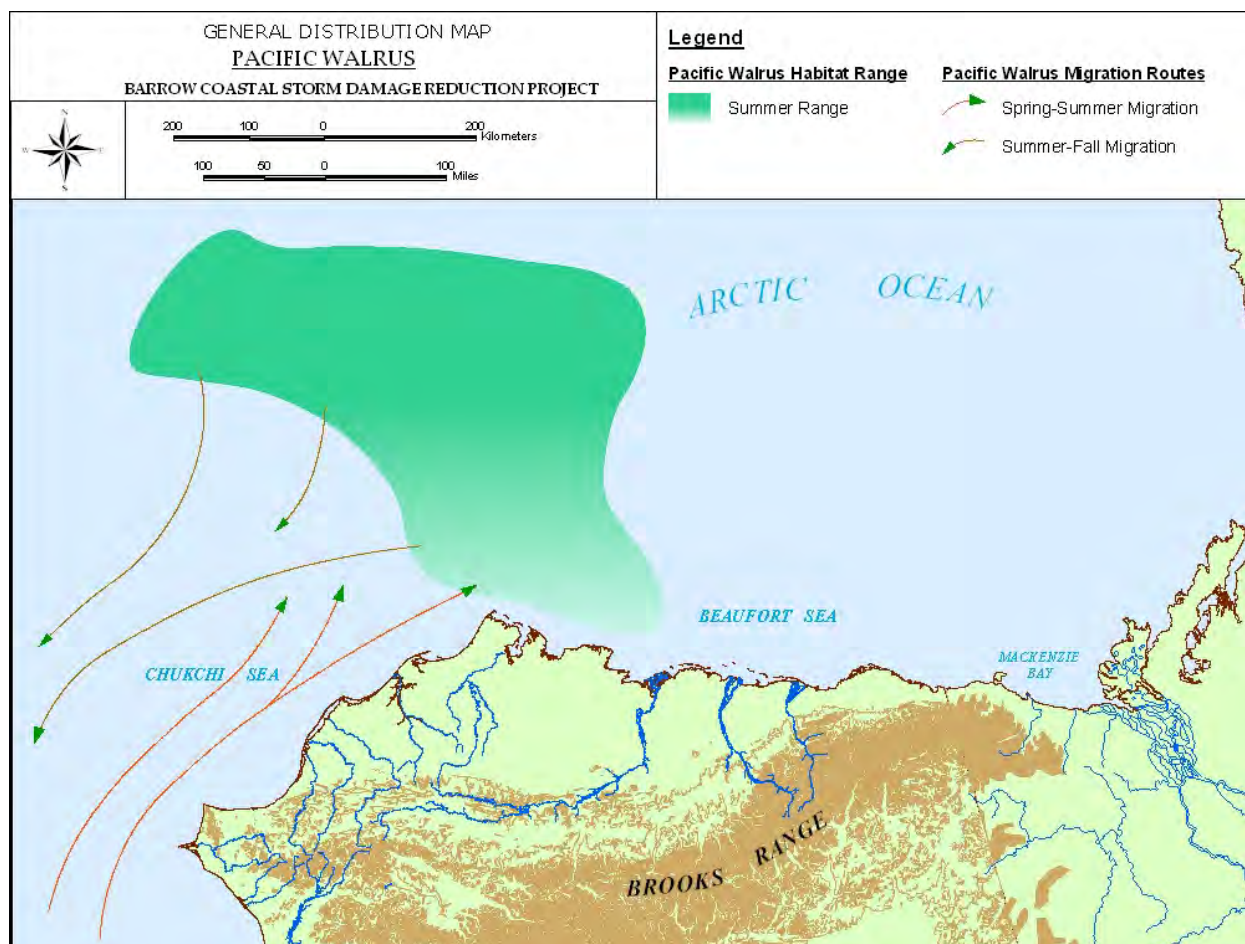 GENERAL DISTRIBUTION MAP
PACIFIC WALRUS
BARROW COASTAL STORM DAMAGE REDUCTION PROJECT
N
W
E
S
200 100 0 200
Kilometers
100 50 0 100
Miles
Legend
Pacific Walrus Habitat Range
Summer Range
Pacific Walrus Migration Routes
Spring-Summer Migration
Summer-Fall Migration
ARCTIC OCEAN
BEAUFORT SEA
CHUKCHI SEA
MACKENZIE
BAY
BROOKS RANGE